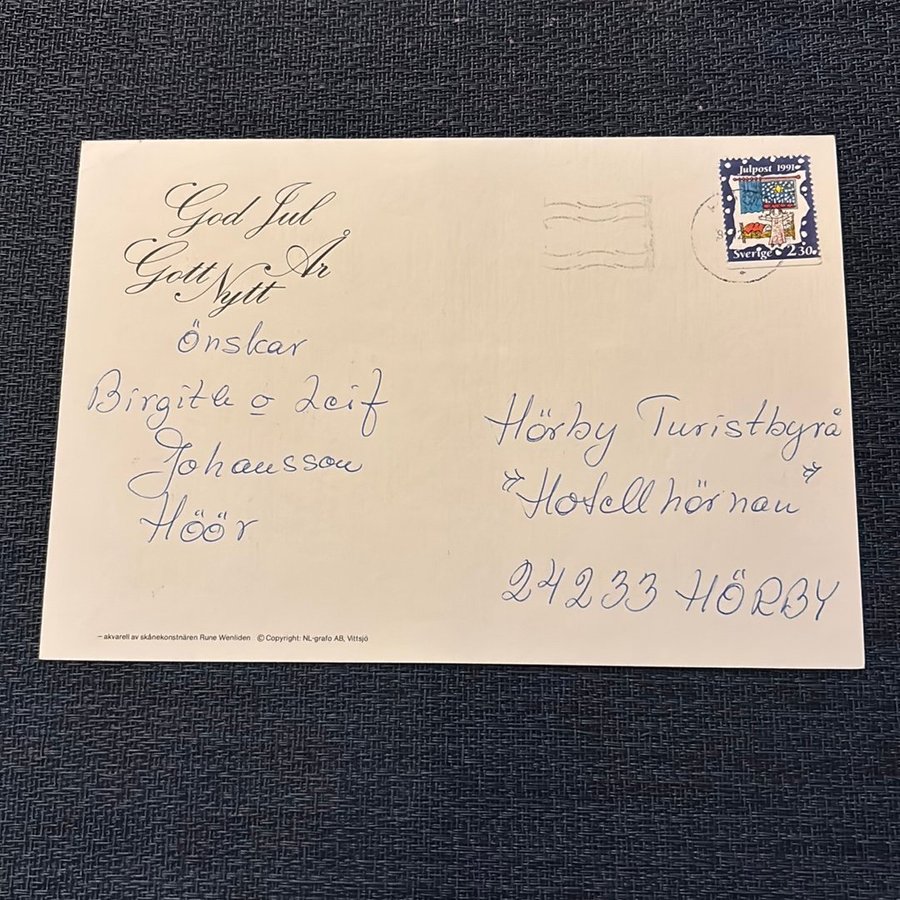 God Jul
Gott Nytt År
önskar
Birgitte o Leif
Johansson
Höör
– akvarell av skånekonstnären Rune Wenliden © Copyright: NL-grafo AB, Vittsjö
Julpost 1991
Sverige 2 30
Hörby Turistbyrå
"Hotellhörnan"
24233 HÖRBY